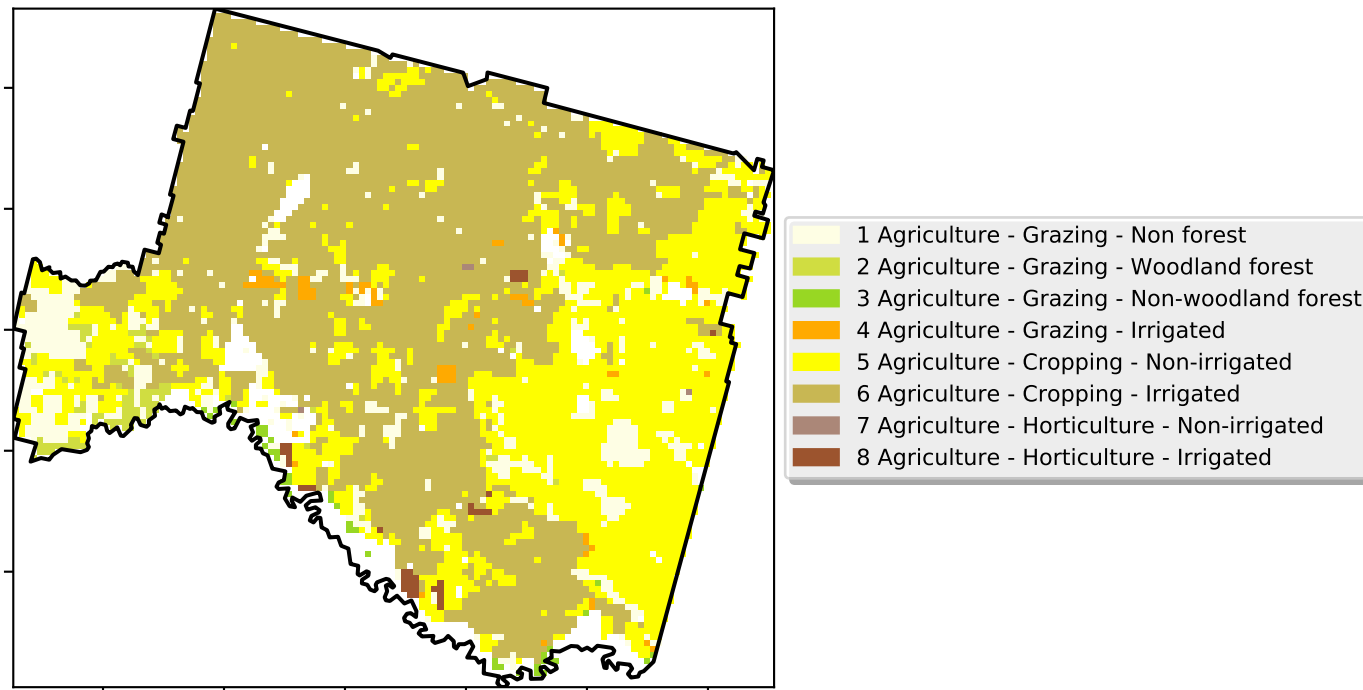 1 Agriculture - Grazing - Non forest
2 Agriculture - Grazing - Woodland forest
3 Agriculture - Grazing - Non-woodland forest
4 Agriculture - Grazing - Irrigated
5 Agriculture - Cropping - Non-irrigated
6 Agriculture - Cropping - Irrigated
7 Agriculture - Horticulture - Non-irrigated
8 Agriculture - Horticulture - Irrigated